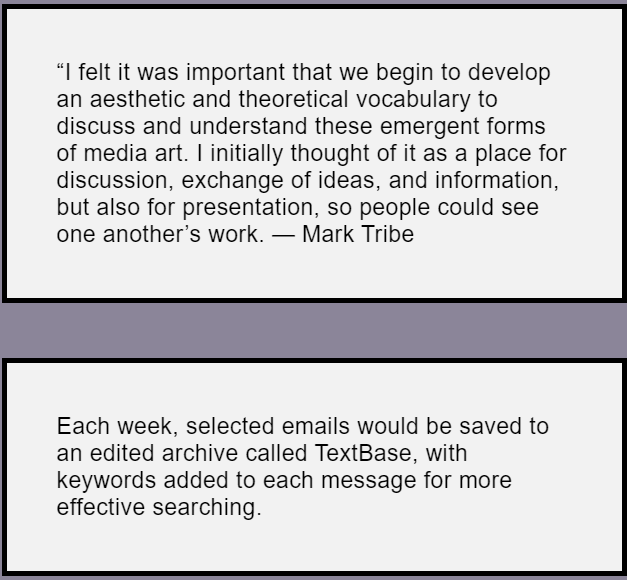 “I felt it was important that we begin to develop
an aesthetic and theoretical vocabulary to
discuss and understand these emergent forms
of media art. I initially thought of it as a place for
discussion, exchange of ideas, and information,
but also for presentation, so people could see
one another’s work. — Mark Tribe
Each week, selected emails would be saved to
an edited archive called TextBase, with
keywords added to each message for more
effective searching.